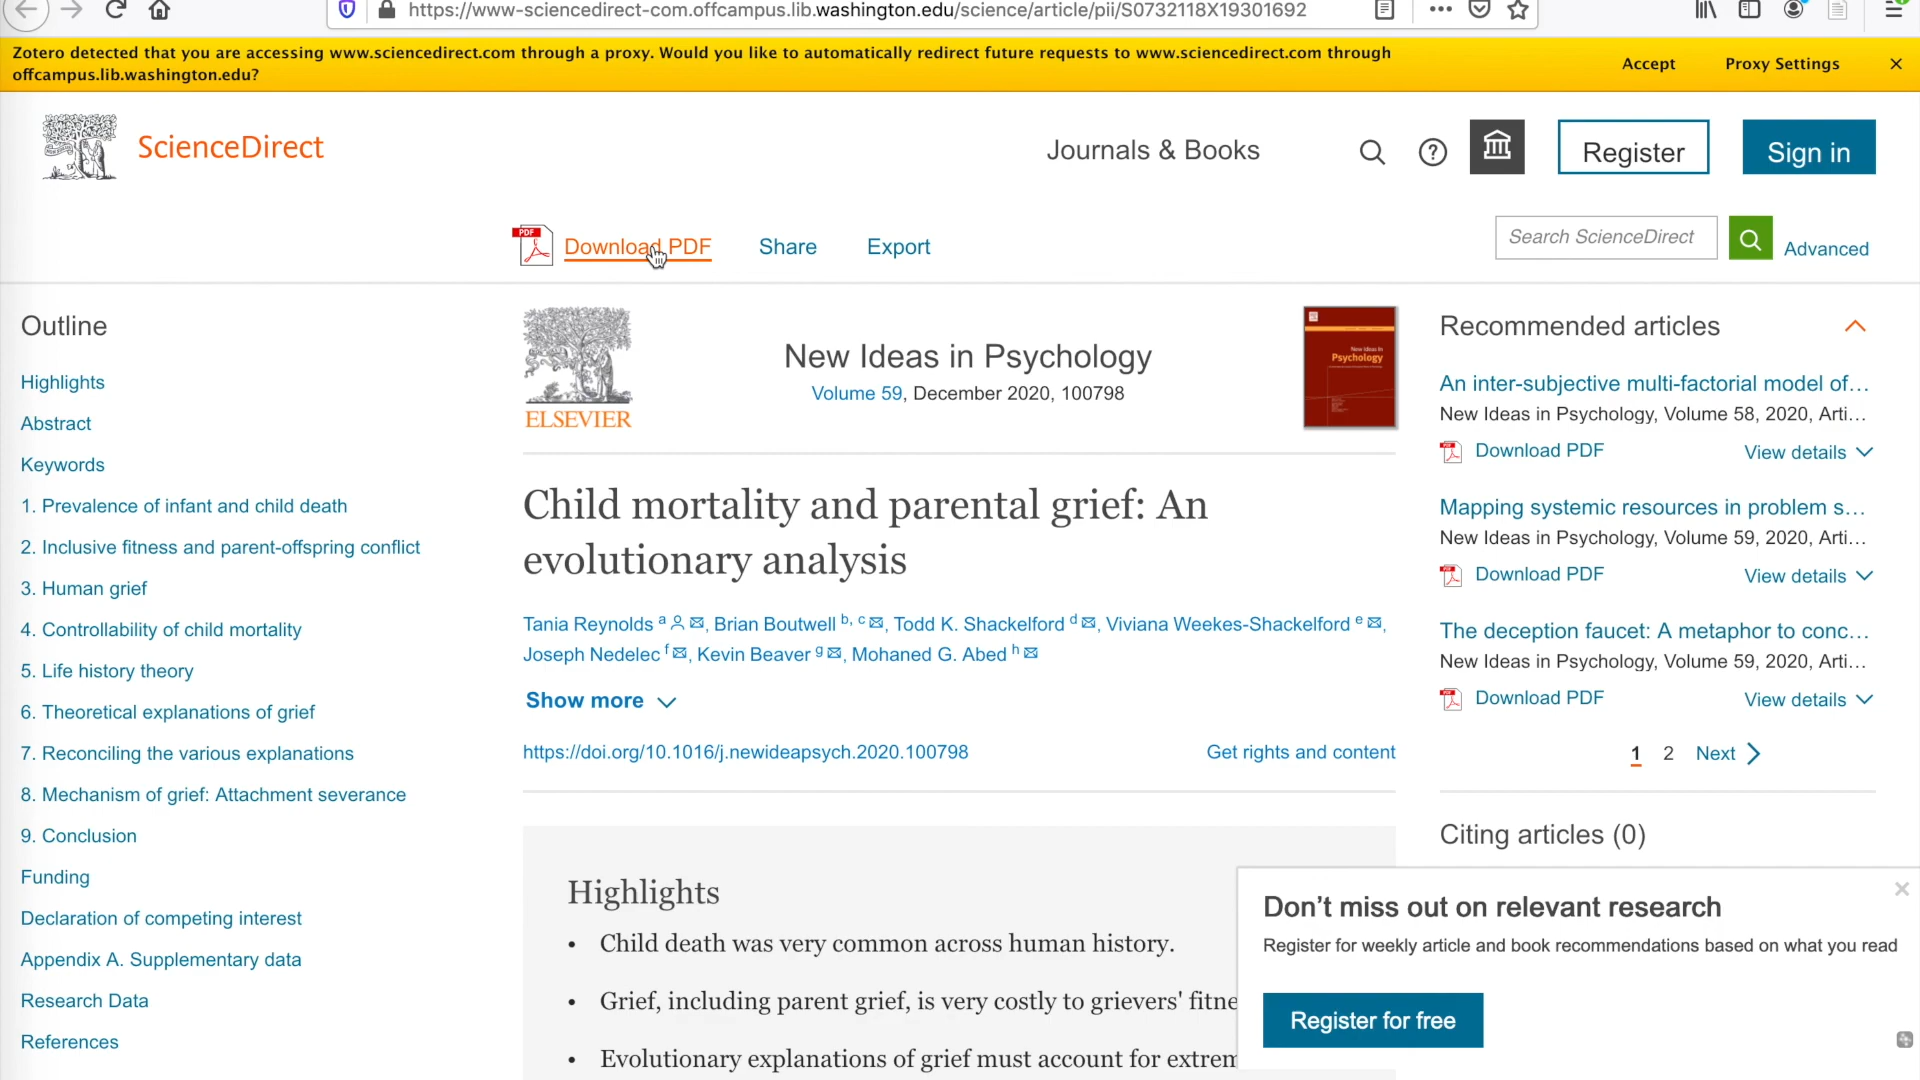 https://www-sciencedirect-com.offcampus.lib.washington.edu/science/article/pii/S0732118X19301692
Zotero detected that you are accessing www.sciencedirect.com through a proxy. Would you like to automatically redirect future requests to www.sciencedirect.com through
offcampus.lib.washington.edu?
Accept
Proxy Settings
ScienceDirect
Journals & Books
Register
Sign in
PDF
Download PDF
Share
Export
Search ScienceDirect
Advanced
Outline
Highlights
Abstract
Keywords
1. Prevalence of infant and child death
2. Inclusive fitness and parent-offspring conflict
3. Human grief
4. Controllability of child mortality
5. Life history theory
6. Theoretical explanations of grief
7. Reconciling the various explanations
8. Mechanism of grief: Attachment severance
9. Conclusion
Funding
Declaration of competing interest
Appendix A. Supplementary data
Research Data
References
ELSEVIER
New Ideas in Psychology
Volume 59, December 2020, 100798
New Ideas in
Psychology
Child mortality and parental grief: An
evolutionary analysis
Tania Reynolds a, Brian Boutwell b, c, Todd K. Shackelford d, Viviana Weekes-Shackelford e,
Joseph Nedelec f, Kevin Beaver g, Mohaned G. Abed h
Show more
https://doi.org/10.1016/j.newideapsych.2020.100798
Get rights and content
Highlights
• Child death was very common across human history.
• Grief, including parent grief, is very costly to grievers' fitne
• Evolutionary explanations of grief must account for extrem
Recommended articles
An inter-subjective multi-factorial model of...
New Ideas in Psychology, Volume 58, 2020, Arti...
Download PDF
View details
Mapping systemic resources in problem s...
New Ideas in Psychology, Volume 59, 2020, Arti...
Download PDF
View details
The deception faucet: A metaphor to conc...
New Ideas in Psychology, Volume 59, 2020, Arti...
Download PDF
View details
1 2 Next
Citing articles (0)
Don't miss out on relevant research
Register for weekly article and book recommendations based on what you read
Register for free